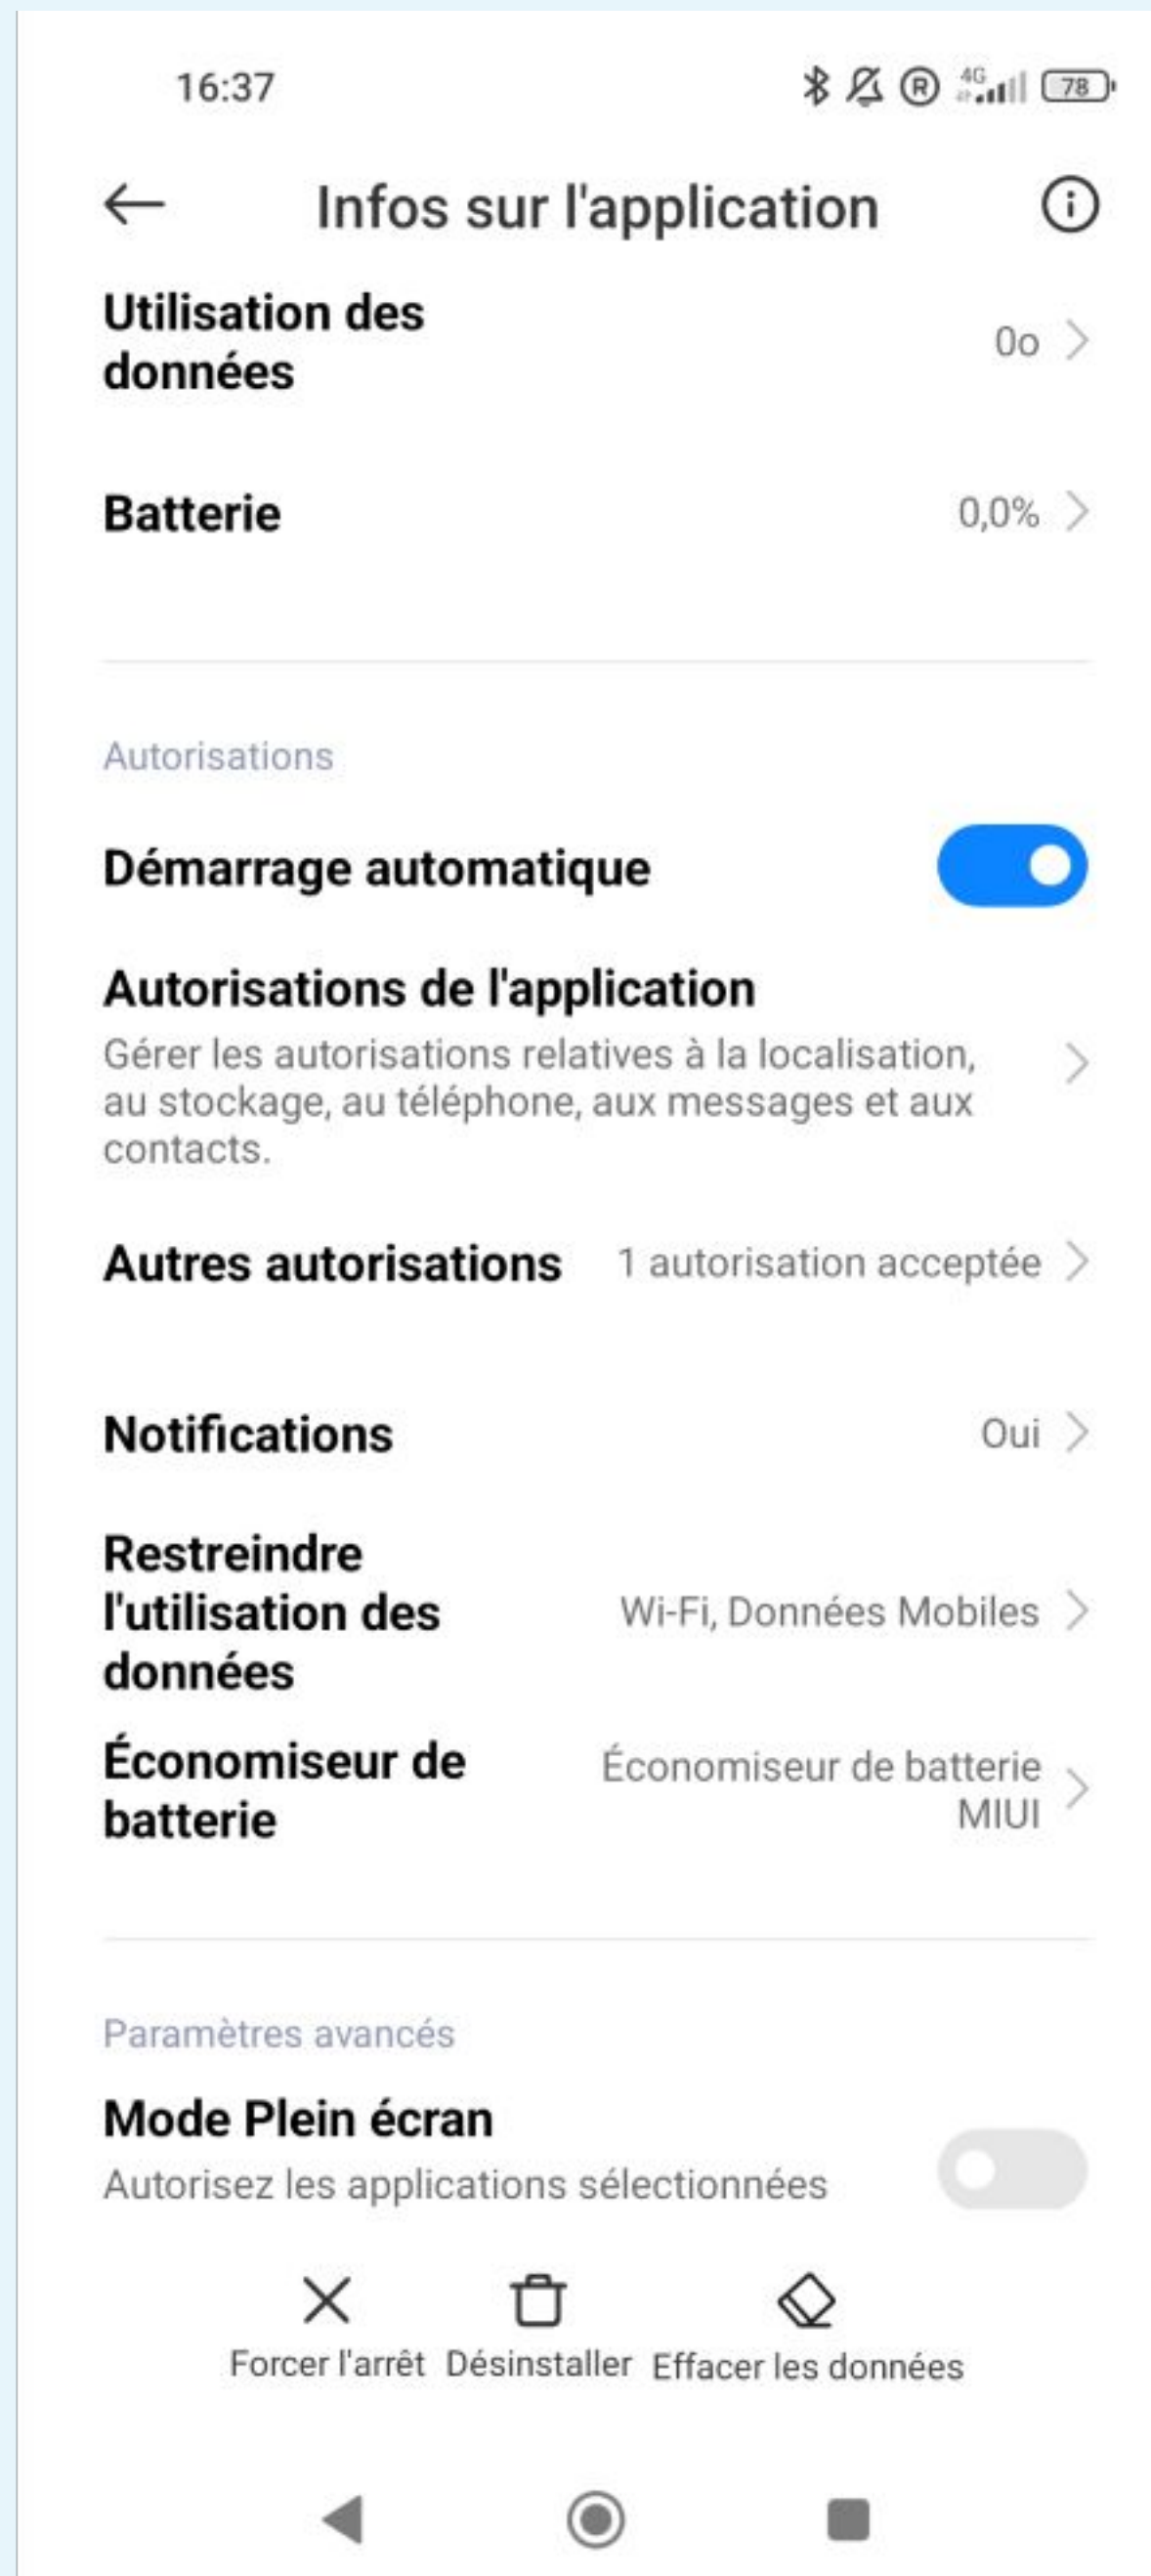 16:37
4G
78
Infos sur l'application
Utilisation des
données
0o
Batterie
0,0%
Autorisations
Démarrage automatique
Autorisations de l'application
Gérer les autorisations relatives à la localisation,
au stockage, au téléphone, aux messages et aux
contacts.
Autres autorisations
1 autorisation acceptée
Notifications
Oui
Restreindre
l'utilisation des
données
Wi-Fi, Données Mobiles
Économiseur de
batterie
Économiseur de batterie
MIUI
Paramètres avancés
Mode Plein écran
Autorisez les applications sélectionnées
Forcer l'arrêt
Désinstaller
Effacer les données